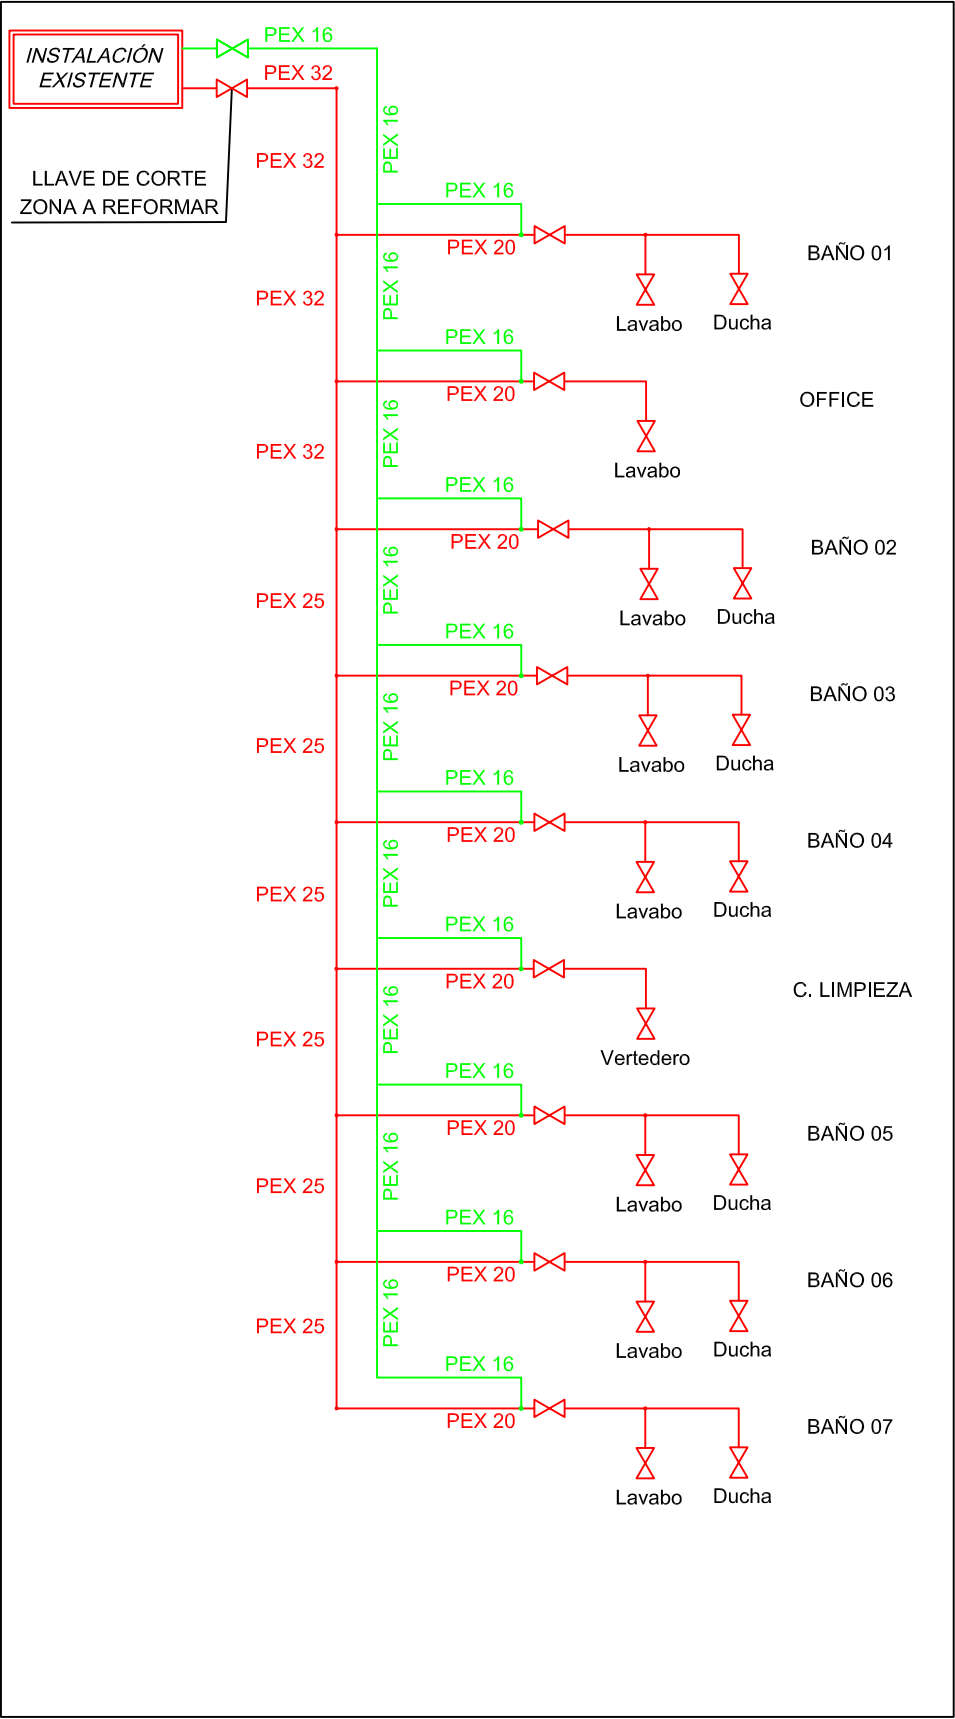 PEX 16
INSTALACIÓN
EXISTENTE
PEX 32
PEX 16
PEX 32
LLAVE DE CORTE
ZONA A REFORMAR
PEX 16
PEX 20
BAÑO 01
PEX 16
PEX 32
Lavabo
Ducha
PEX 16
PEX 20
OFFICE
PEX 16
PEX 32
Lavabo
PEX 16
PEX 20
BAÑO 02
PEX 16
PEX 25
Lavabo
Ducha
PEX 16
PEX 20
BAÑO 03
PEX 16
PEX 25
Lavabo
Ducha
PEX 16
PEX 20
BAÑO 04
PEX 16
PEX 25
Lavabo
Ducha
PEX 16
PEX 20
C. LIMPIEZA
PEX 16
PEX 25
Vertedero
PEX 16
PEX 20
BAÑO 05
PEX 16
PEX 25
Lavabo
Ducha
PEX 16
PEX 20
BAÑO 06
PEX 16
PEX 25
Lavabo
Ducha
PEX 16
PEX 20
BAÑO 07
Lavabo
Ducha